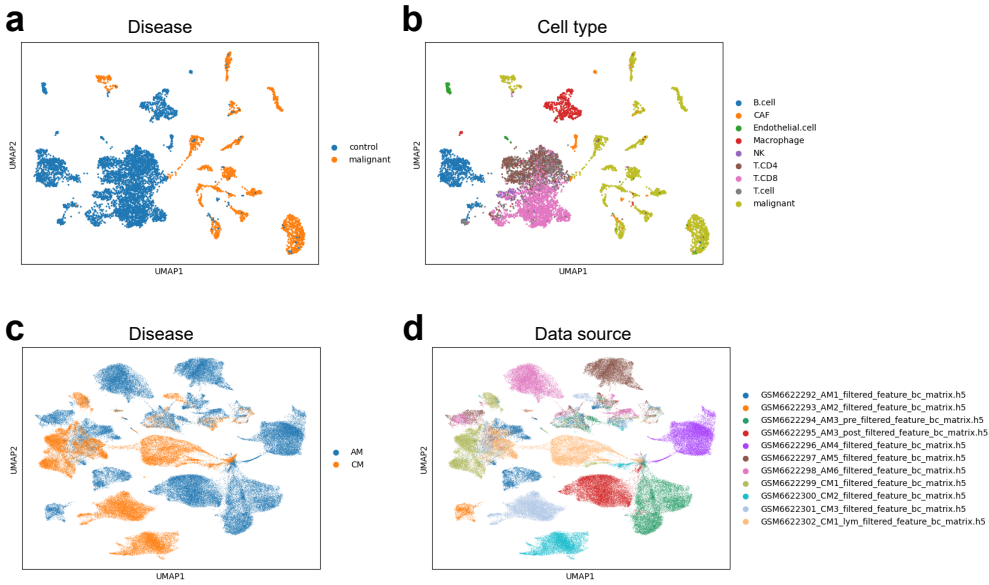 a
Disease
UMAP2
UMAP1
control
malignant
b
Cell type
UMAP2
UMAP1
B.cell
CAF
Endothelial.cell
Macrophage
NK
T.CD4
T.CD8
T.cell
malignant
c
Disease
UMAP2
UMAP1
AM
CM
d
Data source
UMAP2
UMAP1
GSM6622292_AM1_filtered_feature_bc_matrix.h5
GSM6622293_AM2_filtered_feature_bc_matrix.h5
GSM6622294_AM3_pre_filtered_feature_bc_matrix.h5
GSM6622295_AM3_post_filtered_feature_bc_matrix.h5
GSM6622296_AM4_filtered_feature_bc_matrix.h5
GSM6622297_AM5_filtered_feature_bc_matrix.h5
GSM6622298_AM6_filtered_feature_bc_matrix.h5
GSM6622299_CM1_filtered_feature_bc_matrix.h5
GSM6622300_CM2_filtered_feature_bc_matrix.h5
GSM6622301_CM3_filtered_feature_bc_matrix.h5
GSM6622302_CM1_lym_filtered_feature_bc_matrix.h5